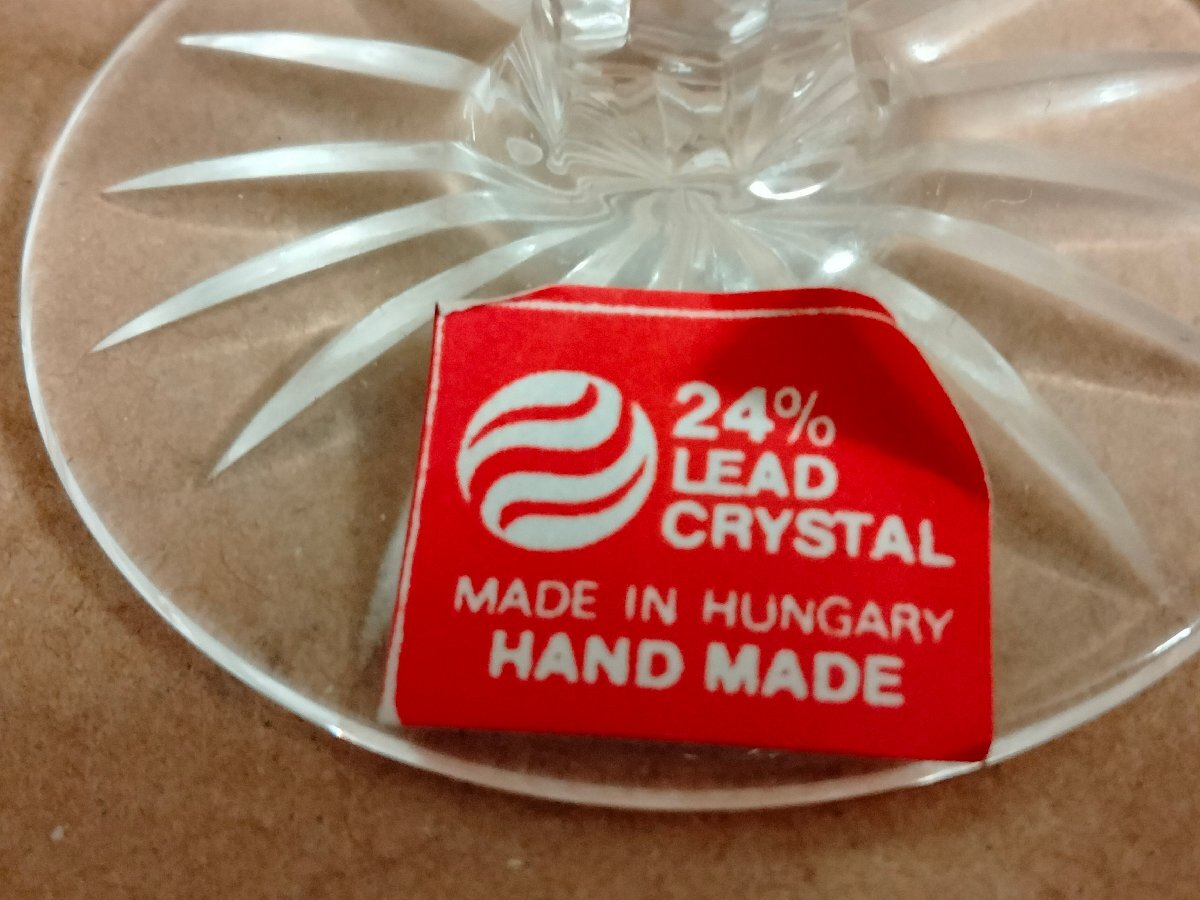 24%
LEAD
CRYSTAL
MADE IN HUNGARY
HAND MADE